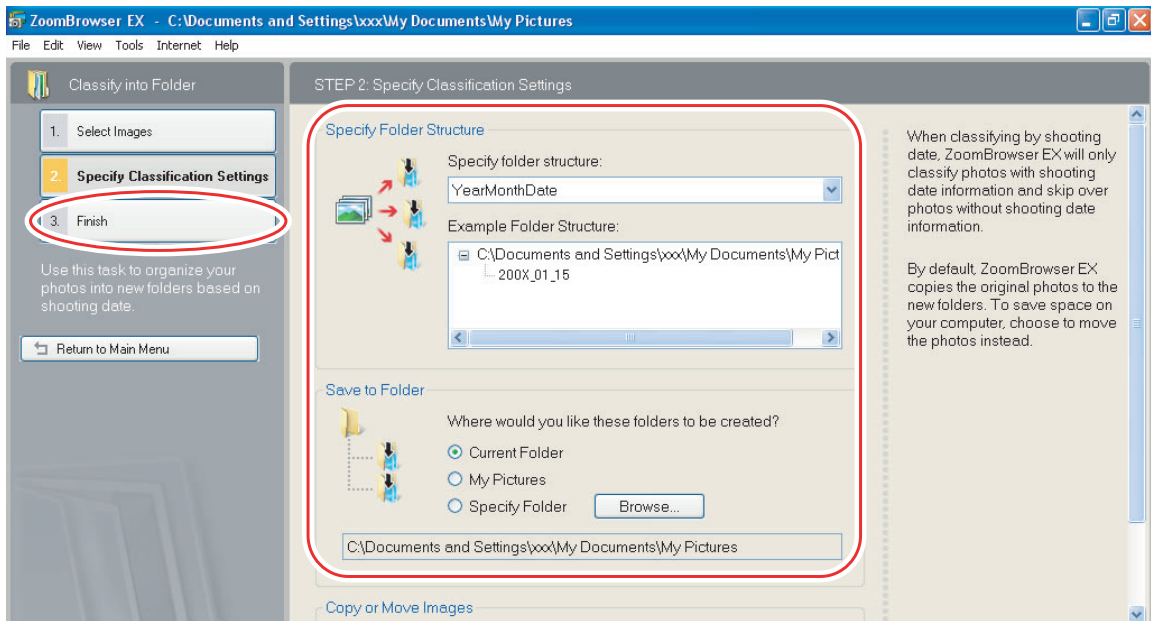 ZoomBrowser EX - C:\Documents and Settings\xxx\My Documents\My Pictures
File Edit View Tools Internet Help
Classify into Folder
1. Select Images
2. Specify Classification Settings
3. Finish
Use this task to organize your
photos into new folders based on
shooting date.
Return to Main Menu
STEP 2: Specify Classification Settings
Specify Folder Structure
Specify folder structure:
YearMonthDate
Example Folder Structure:
C:\Documents and Settings\xxx\My Documents\My Pict
200X_01_15
Save to Folder
Where would you like these folders to be created?
Current Folder
My Pictures
Specify Folder Browse...
C:\Documents and Settings\xxx\My Documents\My Pictures
Copy or Move Images
When classifying by shooting
date, ZoomBrowser EX will only
classify photos with shooting
date information and skip over
photos without shooting date
information.
By default, ZoomBrowser EX
copies the original photos to the
new folders. To save space on
your computer, choose to move
the photos instead.